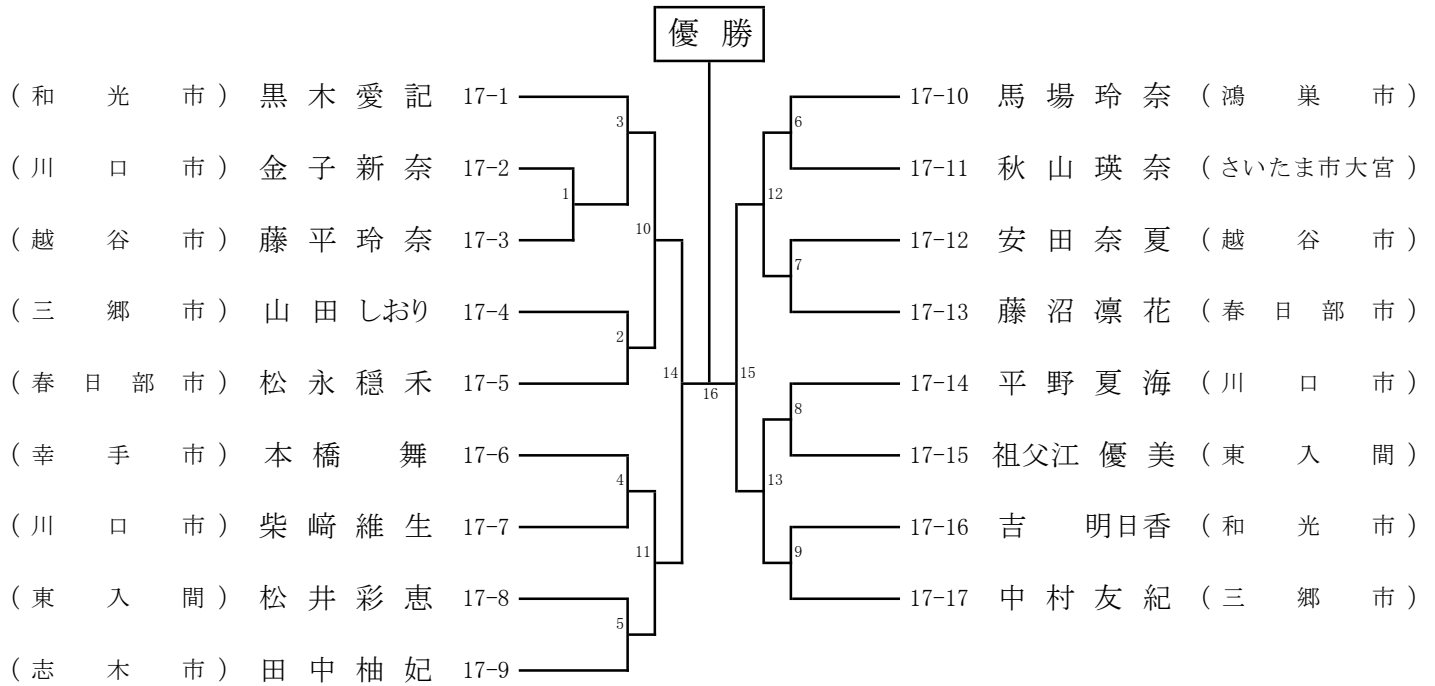 優勝
(和光市) 黒木愛記 17-1
(川口市) 金子新奈 17-2
(越谷市) 藤平玲奈 17-3
(三郷市) 山田しおり 17-4
(春日部市) 松永穏禾 17-5
(幸手市) 本橋 舞 17-6
(川口市) 柴﨑維生 17-7
(東入間) 松井彩恵 17-8
(志木市) 田中柚妃 17-9
3
1
10
2
14
4
11
5
16
17-10 馬場玲奈 (鴻巣市)
17-11 秋山瑛奈 (さいたま市大宮)
17-12 安田奈夏 (越谷市)
17-13 藤沼凛花 (春日部市)
17-14 平野夏海 (川口市)
17-15 祖父江優美 (東入間)
17-16 吉 明日香 (和光市)
17-17 中村友紀 (三郷市)
6
12
7
15
8
13
9